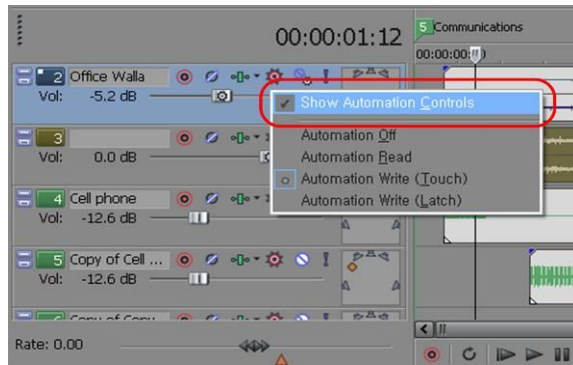 00:00:01:12
5 Communications
00:00:00
2 Office Walla
Vol: -5.2 dB
Show Automation Controls
Automation Off
Automation Read
Automation Write (Touch)
Automation Write (Latch)
3
Vol: 0.0 dB
4 Cell phone
Vol: -12.6 dB
5 Copy of Cell ...
Vol: -12.6 dB
Rate: 0.00